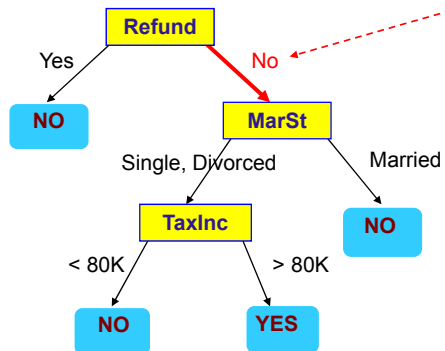 Refund
Yes
No
NO
MarSt
Single, Divorced
Married
TaxInc
NO
< 80K
> 80K
NO
YES